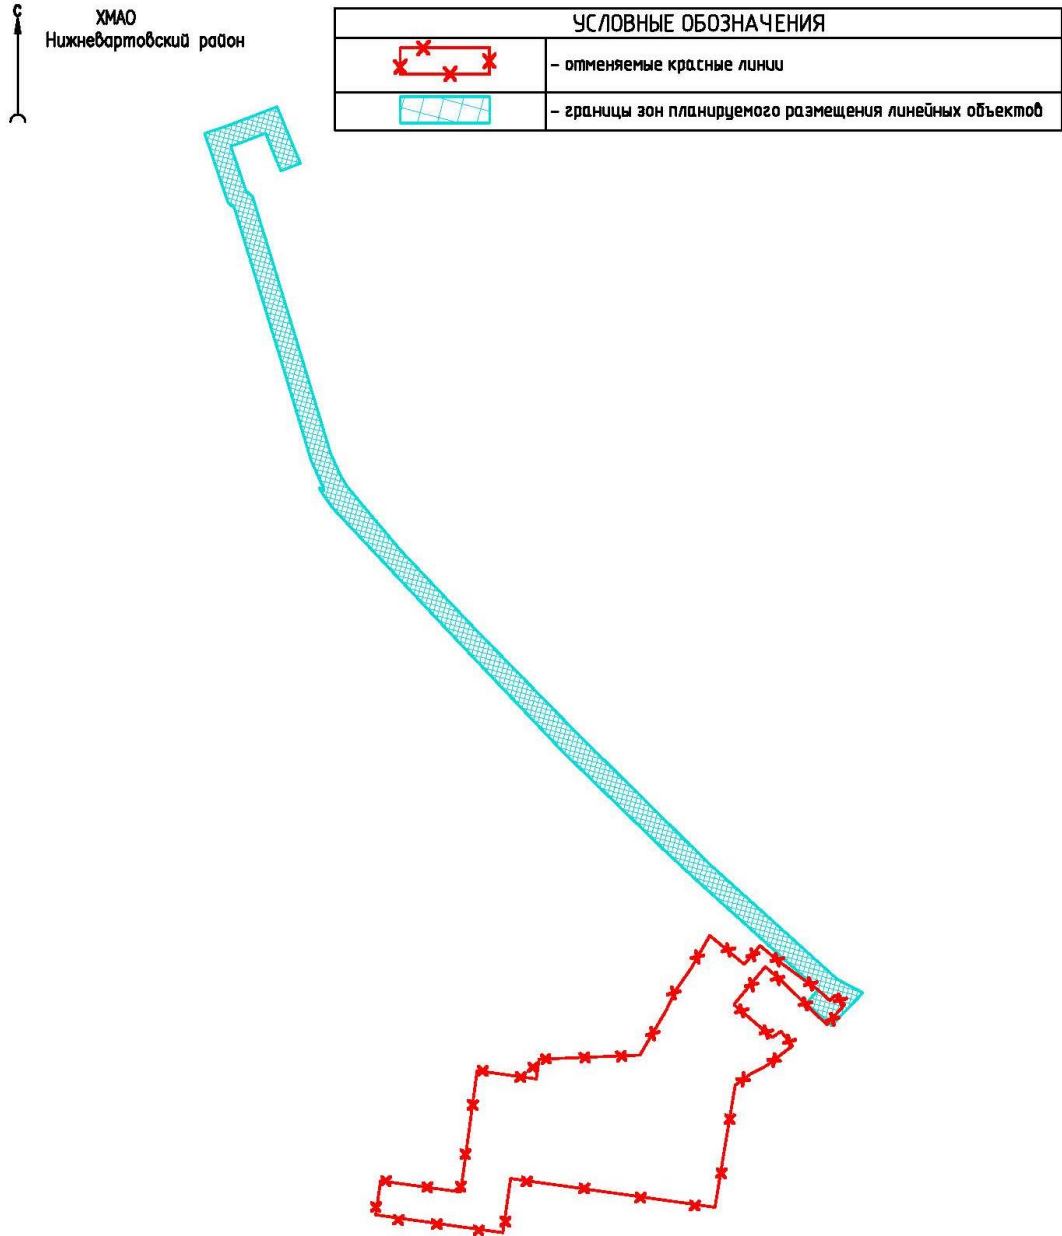 С
ХМАО
Нижневартовский район
УСЛОВНЫЕ ОБОЗНАЧЕНИЯ
- отменяемые красные линии
- границы зон планируемого размещения линейных объектов